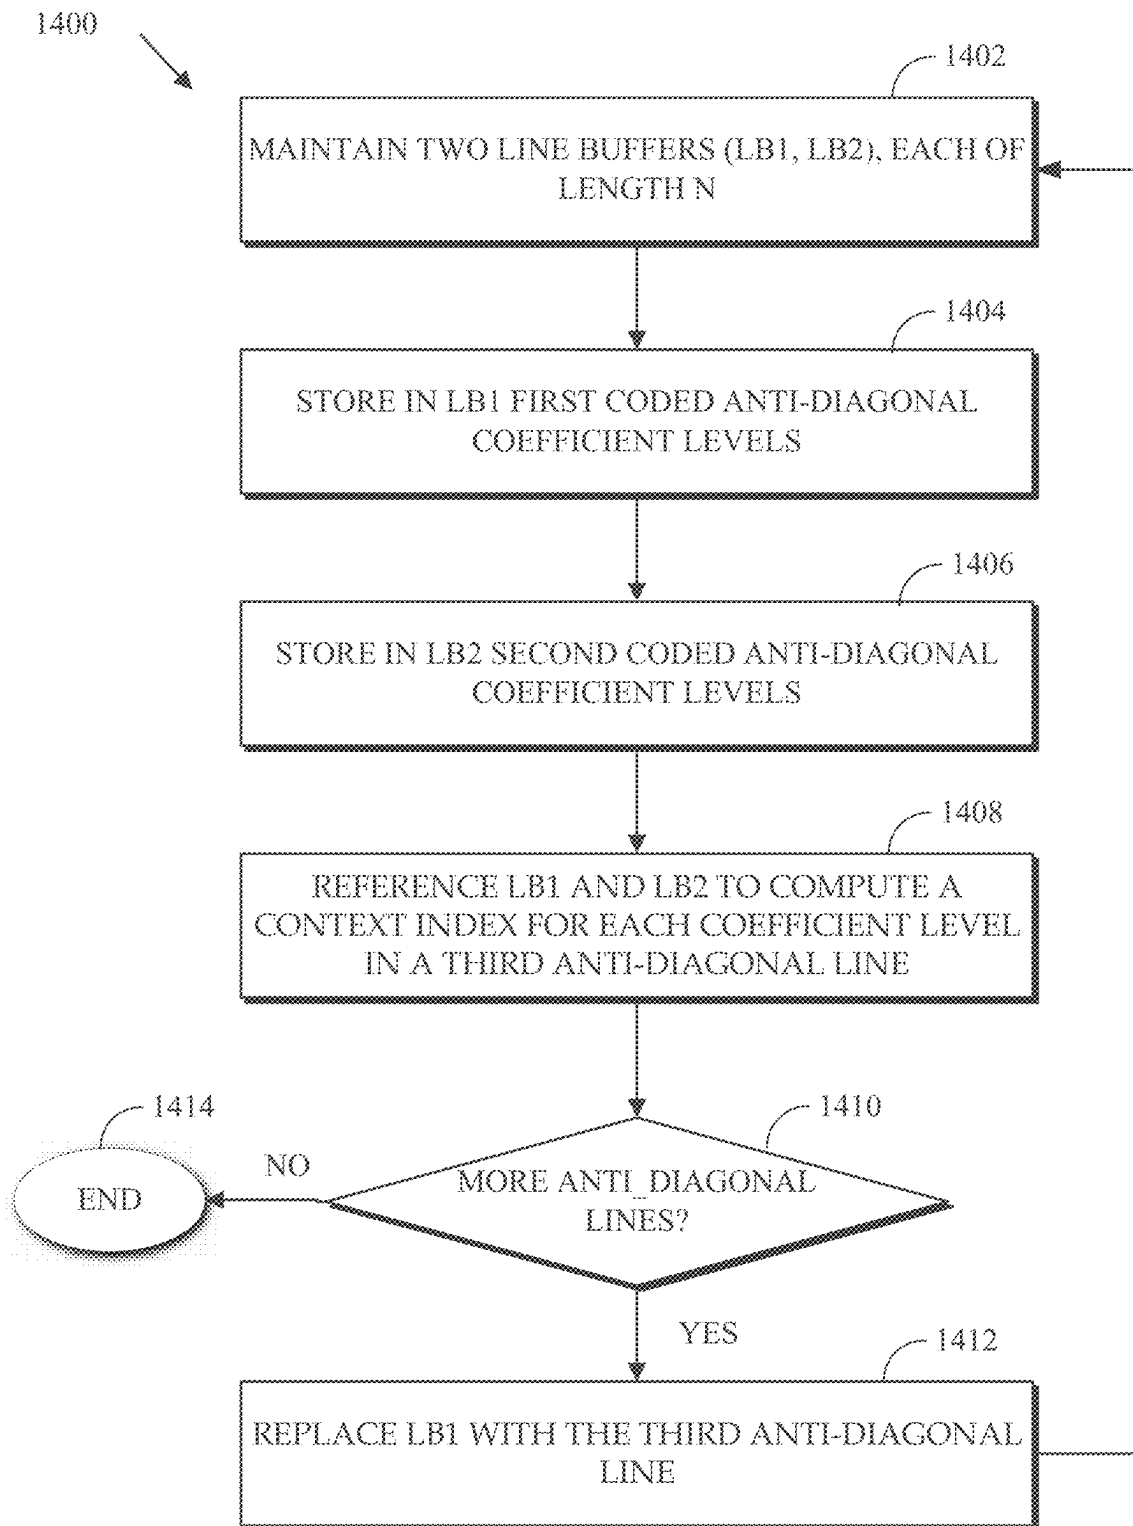 1400
1402
MAINTAIN TWO LINE BUFFERS (LB1, LB2), EACH OF
LENGTH N
1404
STORE IN LB1 FIRST CODED ANTI-DIAGONAL
COEFFICIENT LEVELS
1406
STORE IN LB2 SECOND CODED ANTI-DIAGONAL
COEFFICIENT LEVELS
1408
REFERENCE LB1 AND LB2 TO COMPUTE A
CONTEXT INDEX FOR EACH COEFFICIENT LEVEL
IN A THIRD ANTI-DIAGONAL LINE
1410
MORE ANTI_DIAGONAL
LINES?
NO
1414
END
YES
1412
REPLACE LB1 WITH THE THIRD ANTI-DIAGONAL
LINE